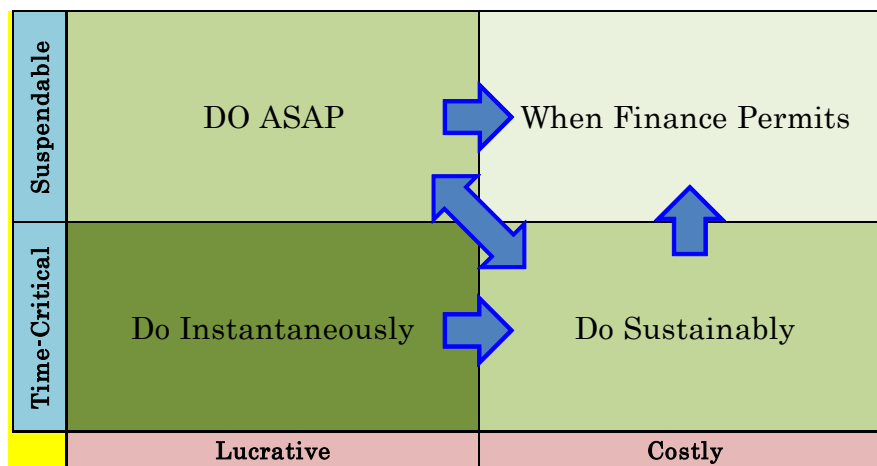 Suspendable
DO ASAP
When Finance Permits
Time-Critical
Do Instantaneously
Do Sustainably
Lucrative
Costly